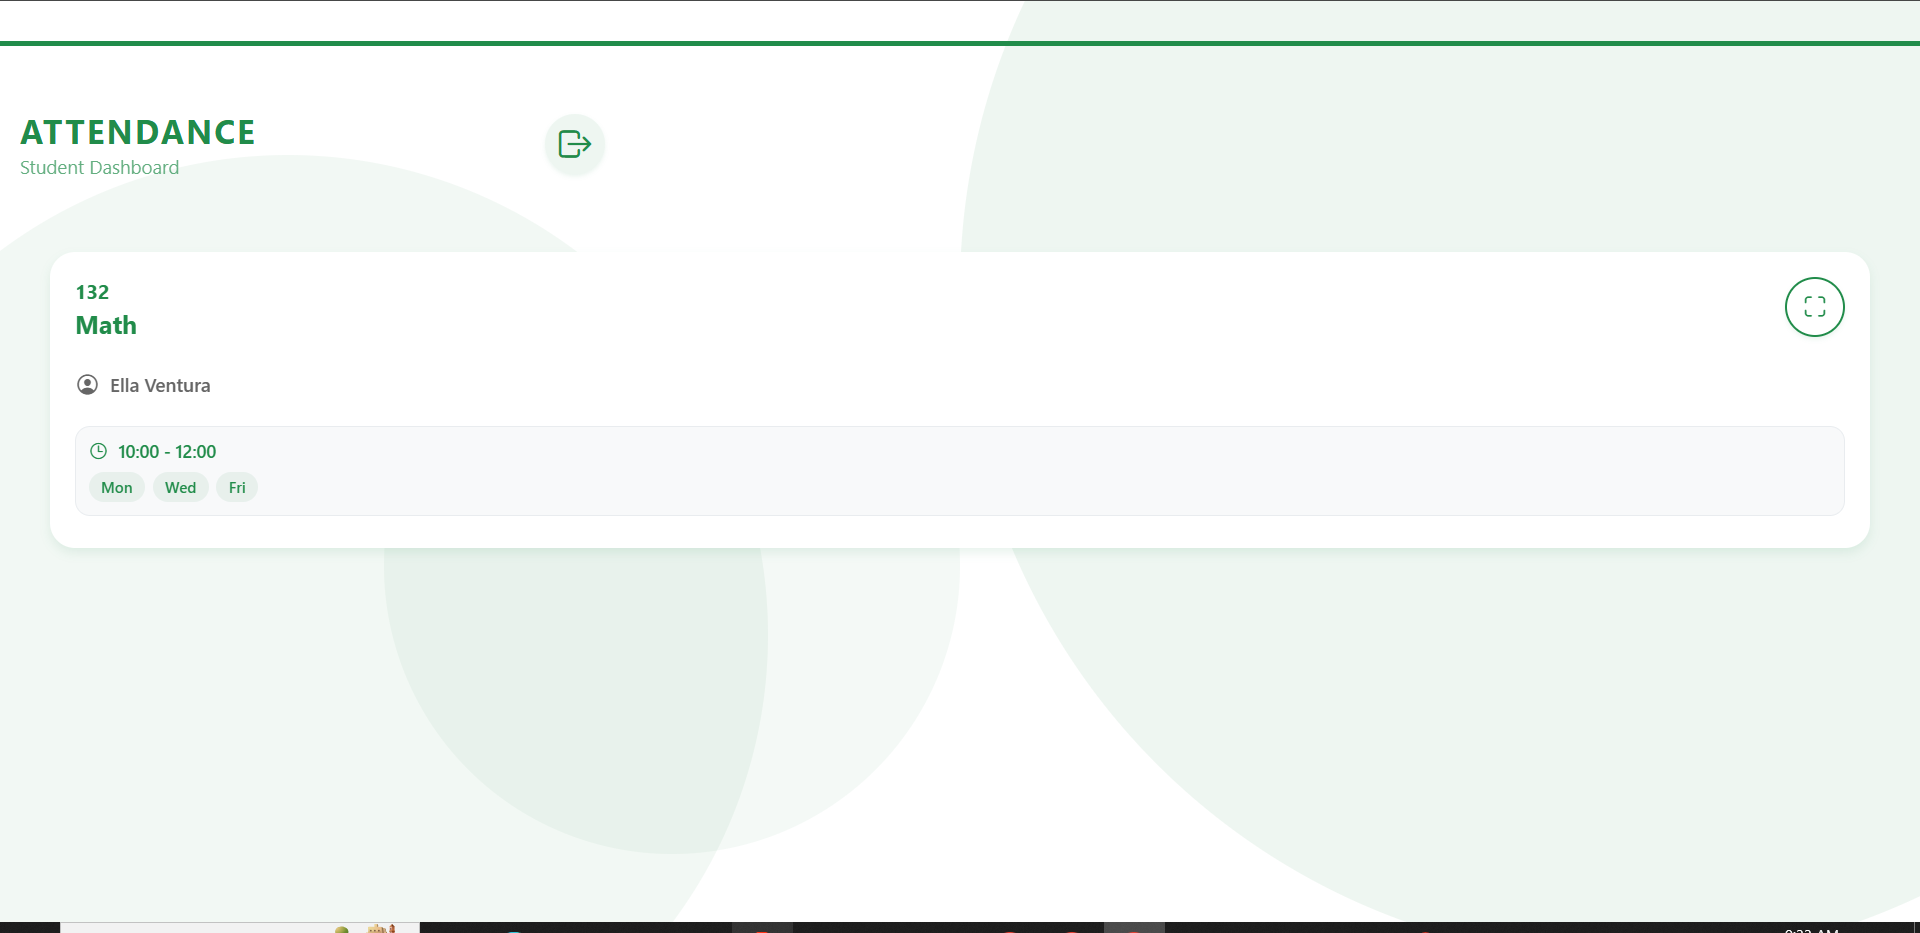 ATTENDANCE
Student Dashboard
132
Math
Ella Ventura
10:00 - 12:00
Mon Wed Fri